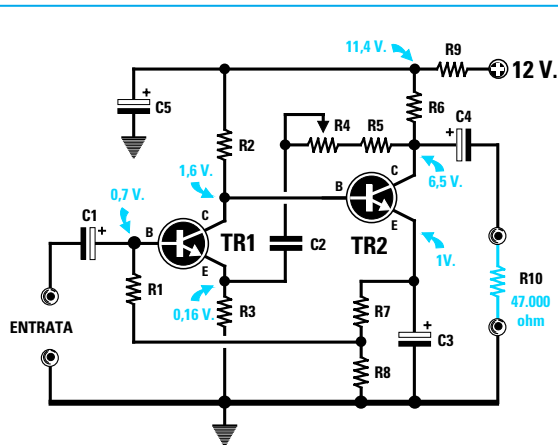 11,4 V.
R9
12 V.
+
C5
R6
C4
+
R4
R5
R2
1,6 V.
C
6,5 V.
0,7 V.
B
C1
+
C
B
TR1
C2
TR2
E
E
1V.
R1
0,16 V.
R3
R10
47.000
ohm
ENTRATA
R7
+
C3
R8